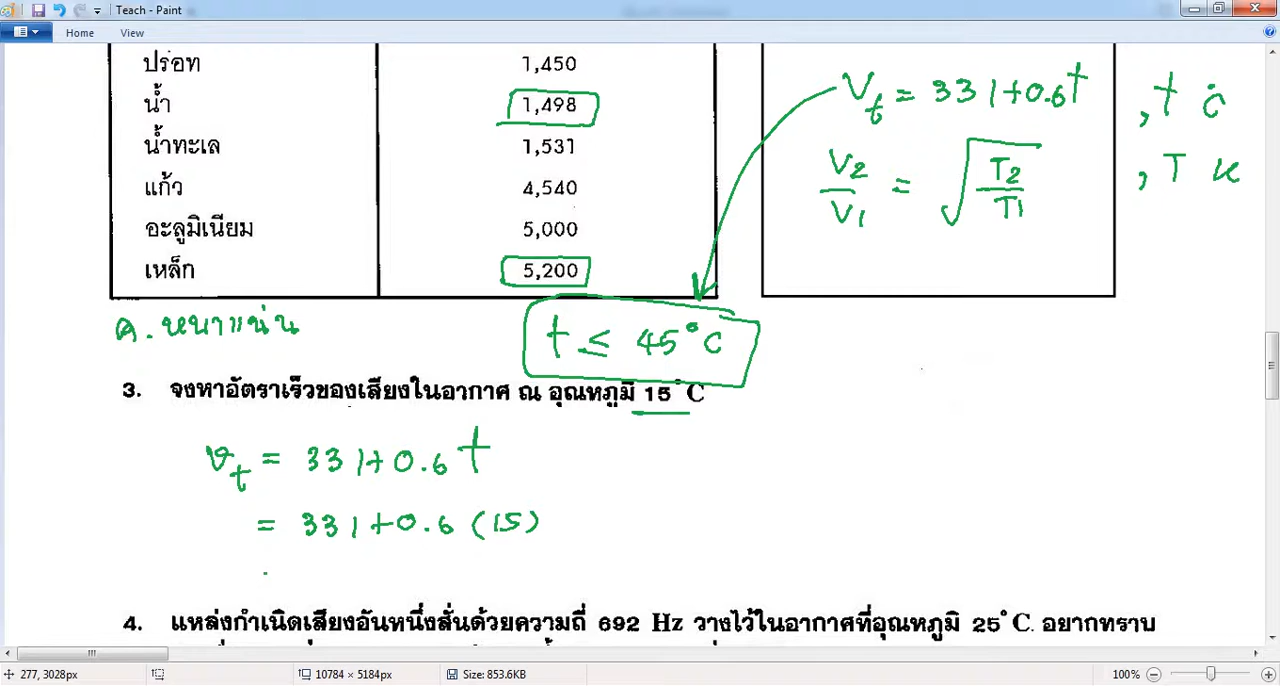 Teach - Paint
Home View
ปรอท 1,450
น้ำ 1,498
น้ำทะเล 1,531
แก้ว 4,540
อะลูมิเนียม 5,000
เหล็ก 5,200
Vt = 331+0.6t , t °C
V2/V1 = √T2/T1 , T K
ค. หนาแน่น
t ≤ 45°C
3. จงหาอัตราเร็วของเสียงในอากาศ ณ อุณหภูมิ 15°C
vt = 331+0.6t
= 331+0.6(15)
4. แหล่งกำเนิดเสียงอันหนึ่งสั่นด้วยความถี่ 692 Hz วางไว้ในอากาศที่อุณหภูมิ 25°C. อยากทราบ
277, 3028px 10784 × 5184px Size: 853.6KB 100%